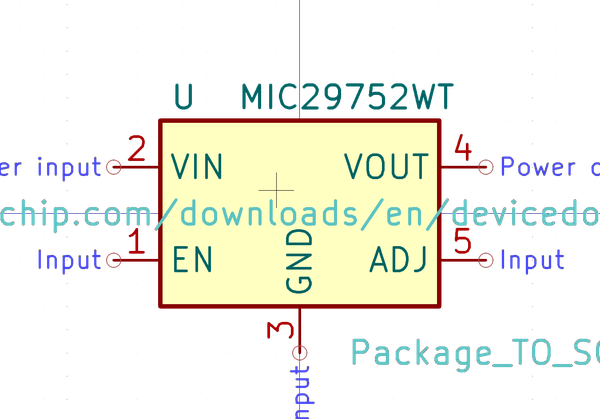 U MIC29752WT
2 4
er input VIN VOUT Power o
chip.com/downloads/en/devicedo
1 5
Input EN GND ADJ Input
3
Package_TO_SO
nput